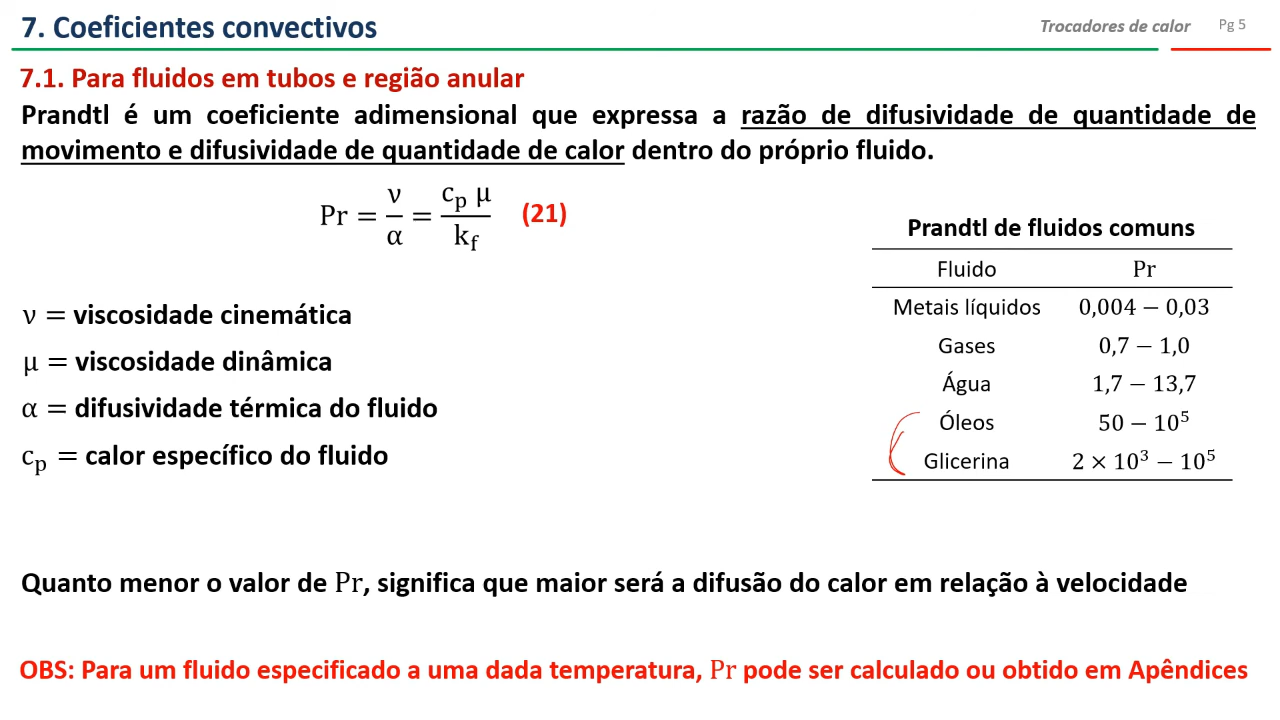 7. Coeficientes convectivos
Trocadores de calor Pg 5
7.1. Para fluidos em tubos e região anular
Prandtl é um coeficiente adimensional que expressa a razão de difusividade de quantidade de
movimento e difusividade de quantidade de calor dentro do próprio fluido.
Pr = ν/α = cₚ μ/k_f (21)
ν = viscosidade cinemática
μ = viscosidade dinâmica
α = difusividade térmica do fluido
cₚ = calor específico do fluido
Prandtl de fluidos comuns
Fluido Pr
Metais líquidos 0,004 − 0,03
Gases 0,7 − 1,0
Água 1,7 − 13,7
Óleos 50 − 10⁵
Glicerina 2 × 10³ − 10⁵
Quanto menor o valor de Pr, significa que maior será a difusão do calor em relação à velocidade
OBS: Para um fluido especificado a uma dada temperatura, Pr pode ser calculado ou obtido em Apêndices